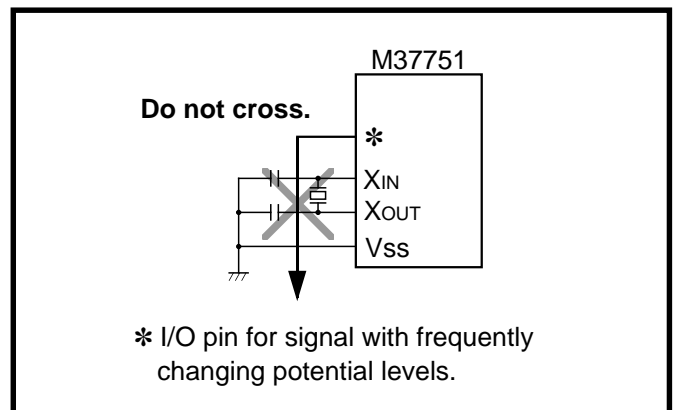 M37751
Do not cross.
✻
XIN
XOUT
Vss
✻ I/O pin for signal with frequently
changing potential levels.